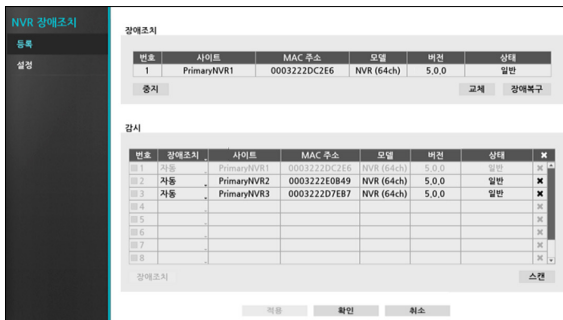 NVR 장애조치
등록
설정
장애조치
번호 사이트 MAC 주소 모델 버전 상태
1 PrimaryNVR1 0003222DC2E6 NVR (64ch) 5,0,0 일반
중지 교체 장애복구
감시
번호 장애조치 사이트 MAC 주소 모델 버전 상태
1 자동 PrimaryNVR1 0003222DC2E6 NVR (64ch) 5,0,0 일반
2 자동 PrimaryNVR2 0003222E0B49 NVR (64ch) 5,0,0 일반
3 자동 PrimaryNVR3 0003222D7EB7 NVR (64ch) 5,0,0 일반
4
5
6
7
8
장애조치 스캔
적용 확인 취소